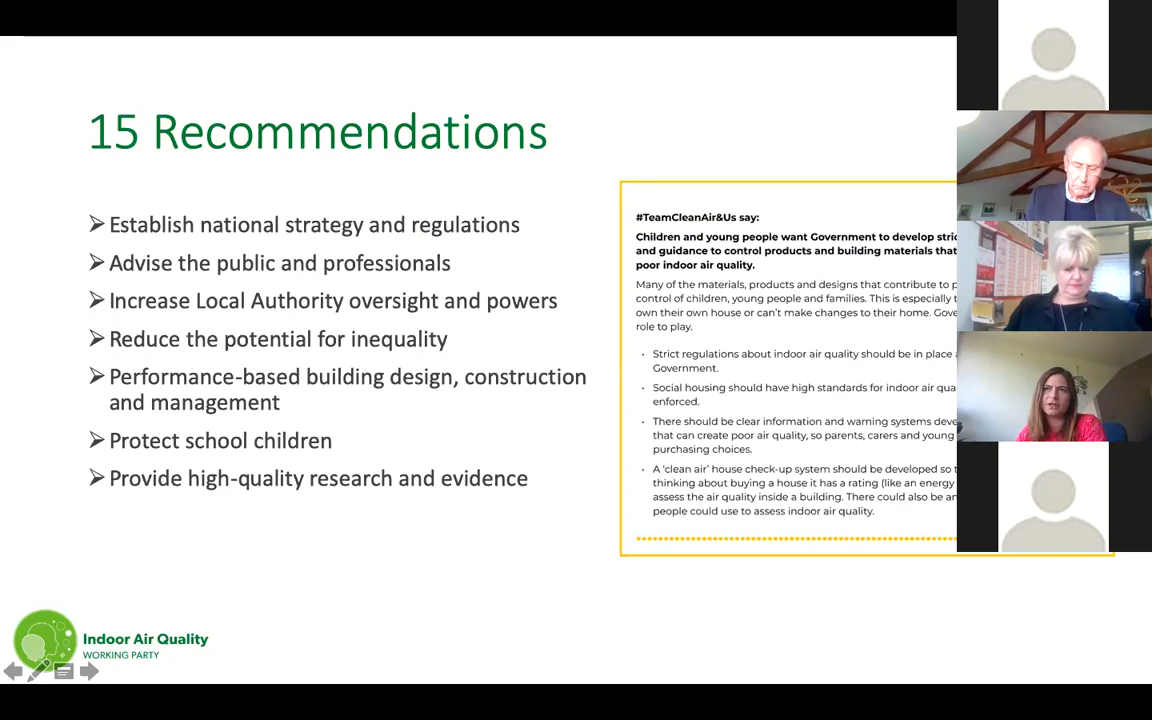 15 Recommendations
Establish national strategy and regulations
Advise the public and professionals
Increase Local Authority oversight and powers
Reduce the potential for inequality
Performance-based building design, construction
and management
Protect school children
Provide high-quality research and evidence
#TeamCleanAir&Us say:
Children and young people want Government to develop
and guidance to control products and building materials that
poor indoor air quality.
Many of the materials, products and designs that contribute to
control of children, young people and families. This is especially
own their own house or can't make changes to their home.
role to play.
· Strict regulations about indoor air quality should be in place
Government.
· Social housing should have high standards for indoor air
enforced.
· There should be clear information and warning systems
that can create poor air quality, so parents, carers and young
purchasing choices.
· A 'clean air' house check-up system should be developed so
thinking about buying a house it has a rating (like an energy
assess the air quality inside a building. There could also be
people could use to assess indoor air quality.
Indoor Air Quality
WORKING PARTY